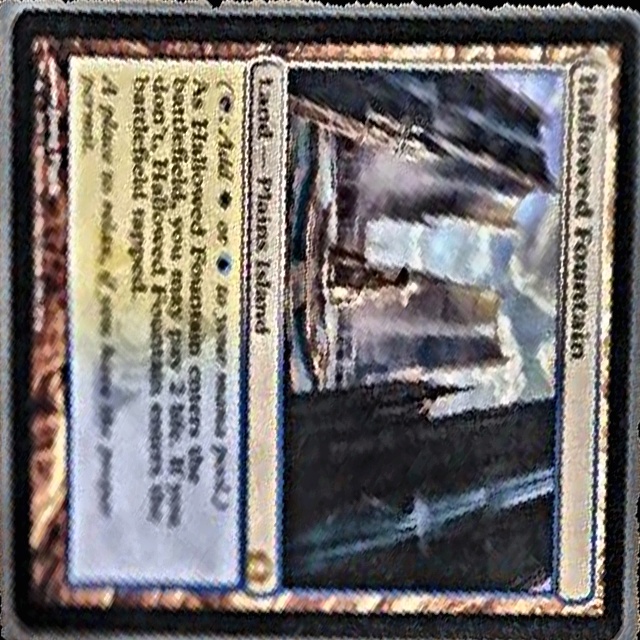 Hallowed Fountain
Land — Plains Island
( : Add or to your mana pool.)
As Hallowed Fountain enters the
battlefield, you may pay 2 life. If you
don't, Hallowed Fountain enters the
battlefield tapped.
A place to rest, if you have the proper